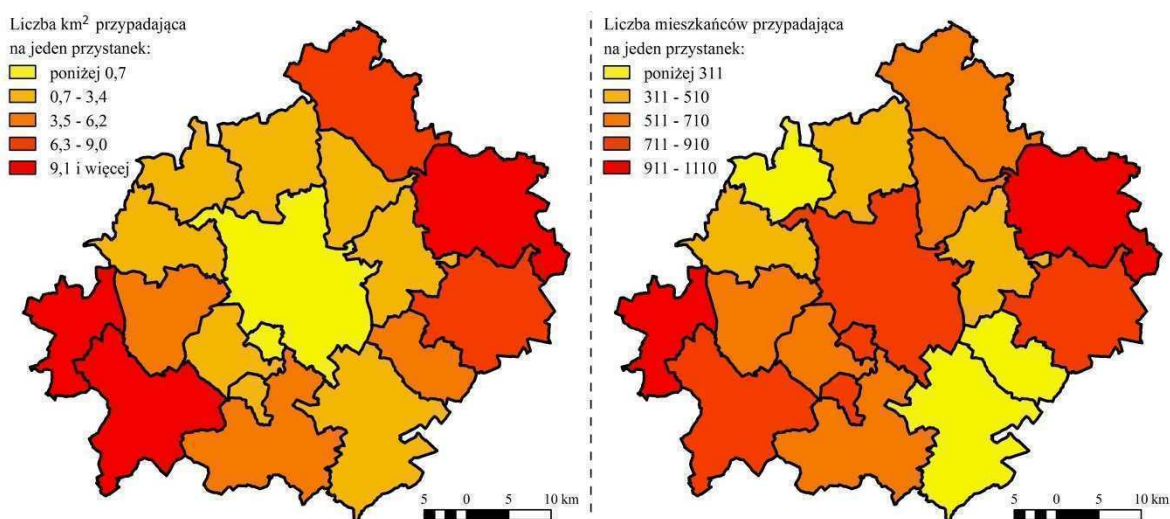 Liczba km² przypadająca
na jeden przystanek:
poniżej 0,7
0,7 - 3,4
3,5 - 6,2
6,3 - 9,0
9,1 i więcej
5 0 5 10 km
Liczba mieszkańców przypadająca
na jeden przystanek:
poniżej 311
311 - 510
511 - 710
711 - 910
911 - 1110
5 0 5 10 km